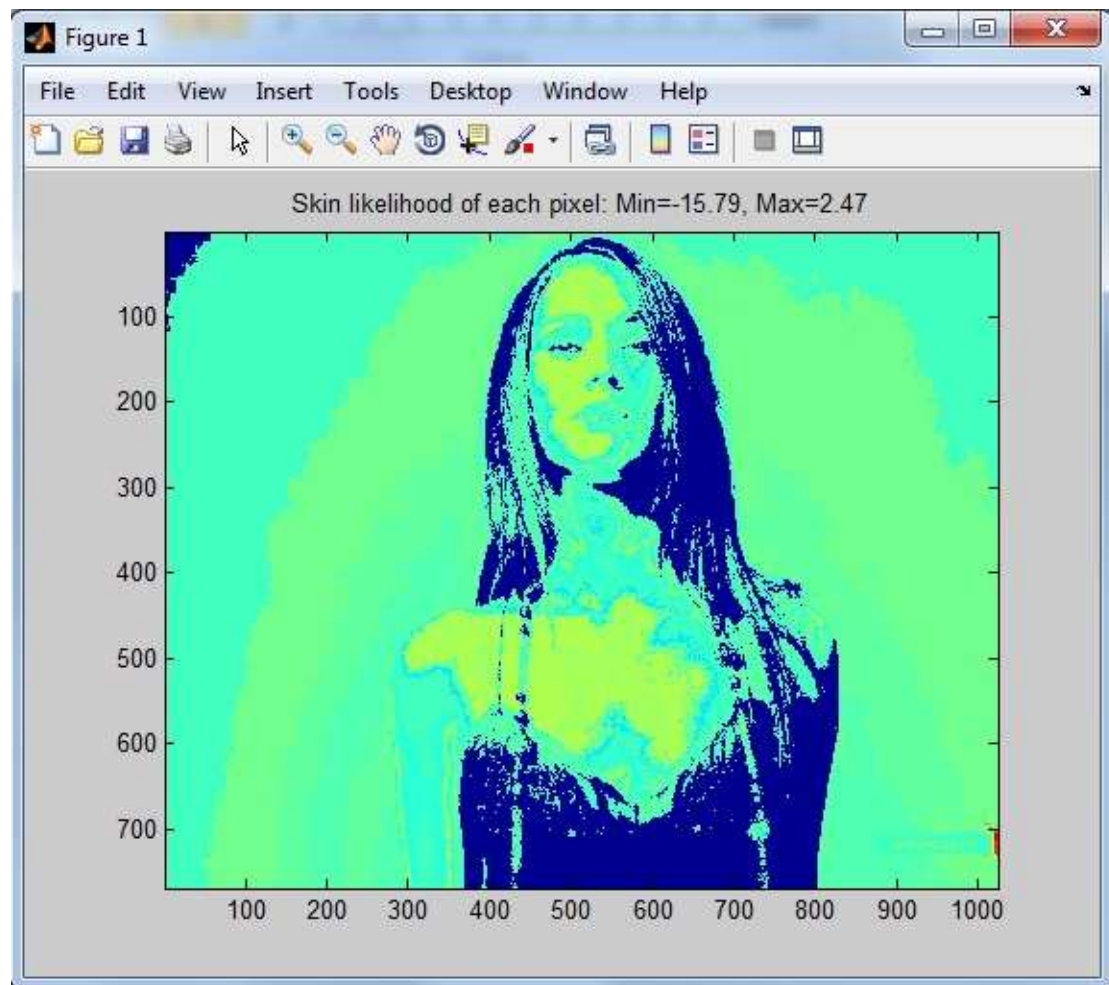 Figure 1
File Edit View Insert Tools Desktop Window Help
Skin likelihood of each pixel: Min=-15.79, Max=2.47
100
200
300
400
500
600
700
100 200 300 400 500 600 700 800 900 1000